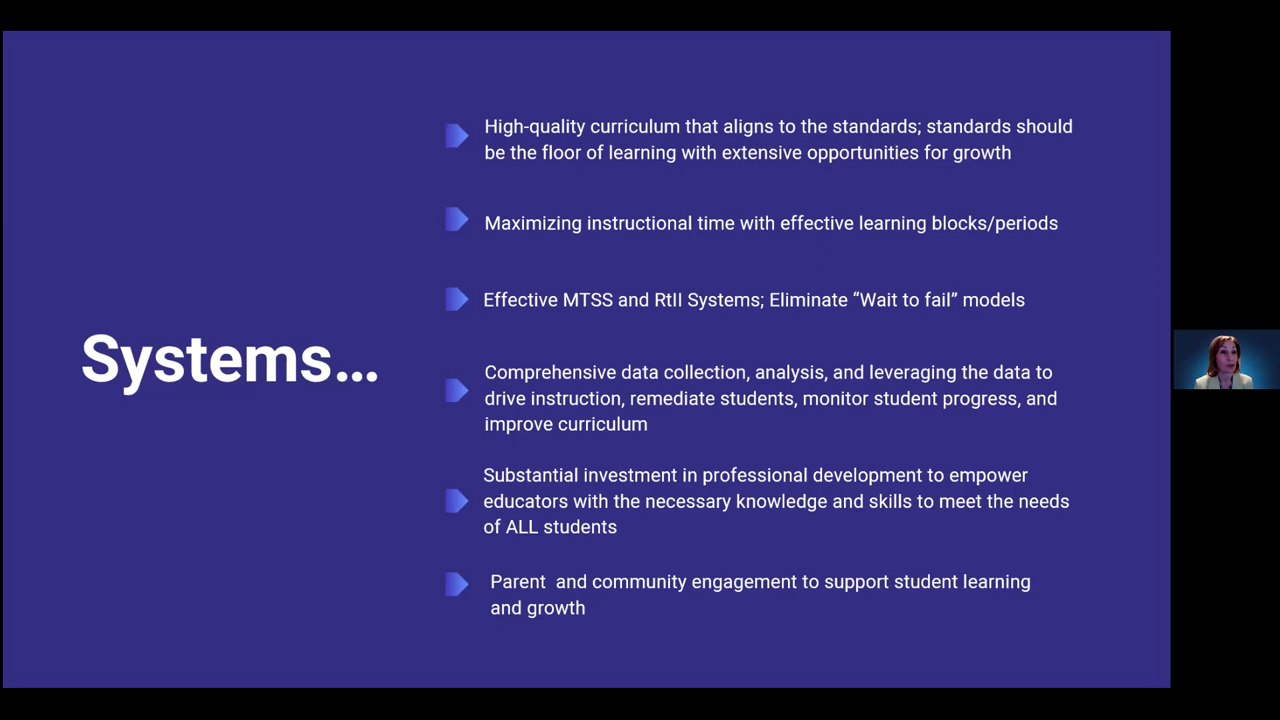 Systems...
High-quality curriculum that aligns to the standards; standards should
be the floor of learning with extensive opportunities for growth
Maximizing instructional time with effective learning blocks/periods
Effective MTSS and RtII Systems; Eliminate “Wait to fail” models
Comprehensive data collection, analysis, and leveraging the data to
drive instruction, remediate students, monitor student progress, and
improve curriculum
Substantial investment in professional development to empower
educators with the necessary knowledge and skills to meet the needs
of ALL students
Parent  and community engagement to support student learning
and growth